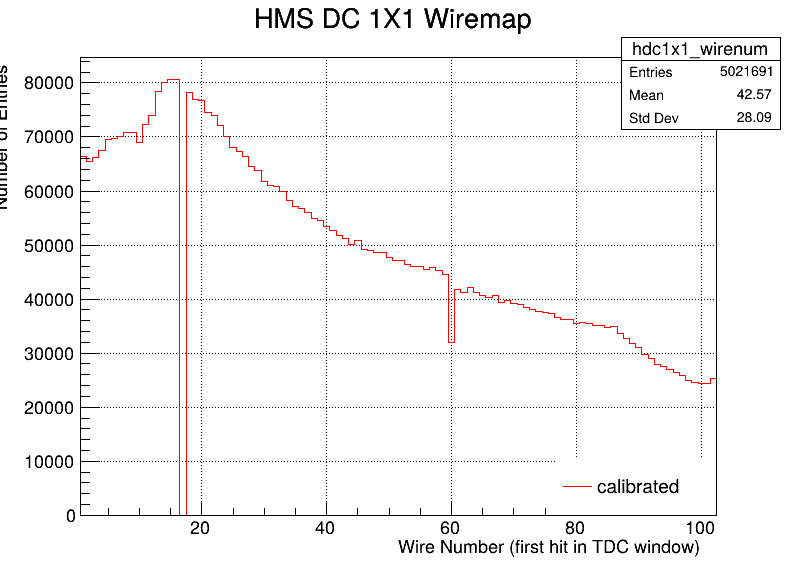 HMS DC 1X1 Wiremap
hdc1x1_wirenum
Entries 5021691
Mean 42.57
Std Dev 28.09
Number of Entries
80000
70000
60000
50000
40000
30000
20000
10000
0
calibrated
20 40 60 80 100
Wire Number (first hit in TDC window)